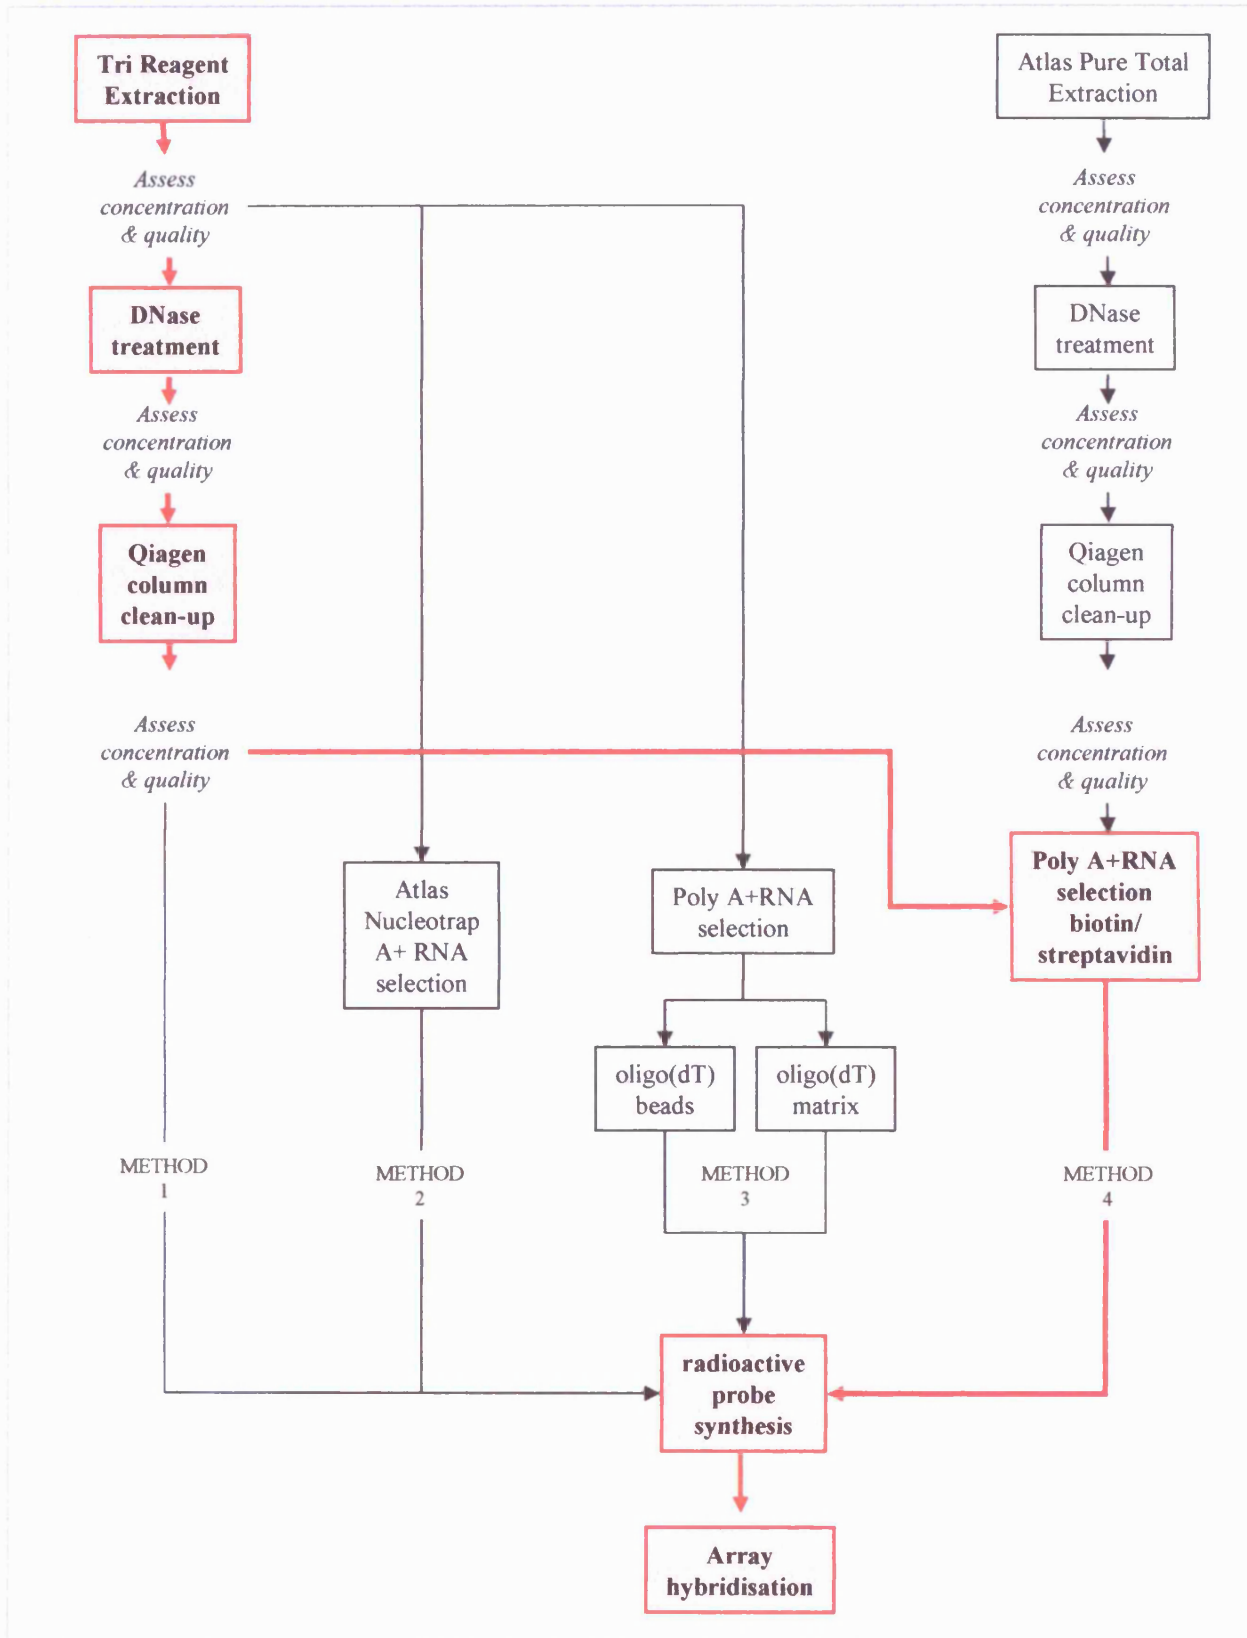 Tri Reagent
Extraction
Atlas Pure Total
Extraction
Assess
concentration
& quality
Assess
concentration
& quality
DNase
treatment
DNase
treatment
Assess
concentration
& quality
Assess
concentration
& quality
Qiagen
column
clean-up
Qiagen
column
clean-up
Assess
concentration
& quality
Assess
concentration
& quality
Atlas
Nucleotrap
A+ RNA
selection
Poly A+RNA
selection
Poly A+RNA
selection
biotin/
streptavidin
oligo(dT)
beads
oligo(dT)
matrix
METHOD
1
METHOD
2
METHOD
3
METHOD
4
radioactive
probe
synthesis
Array
hybridisation